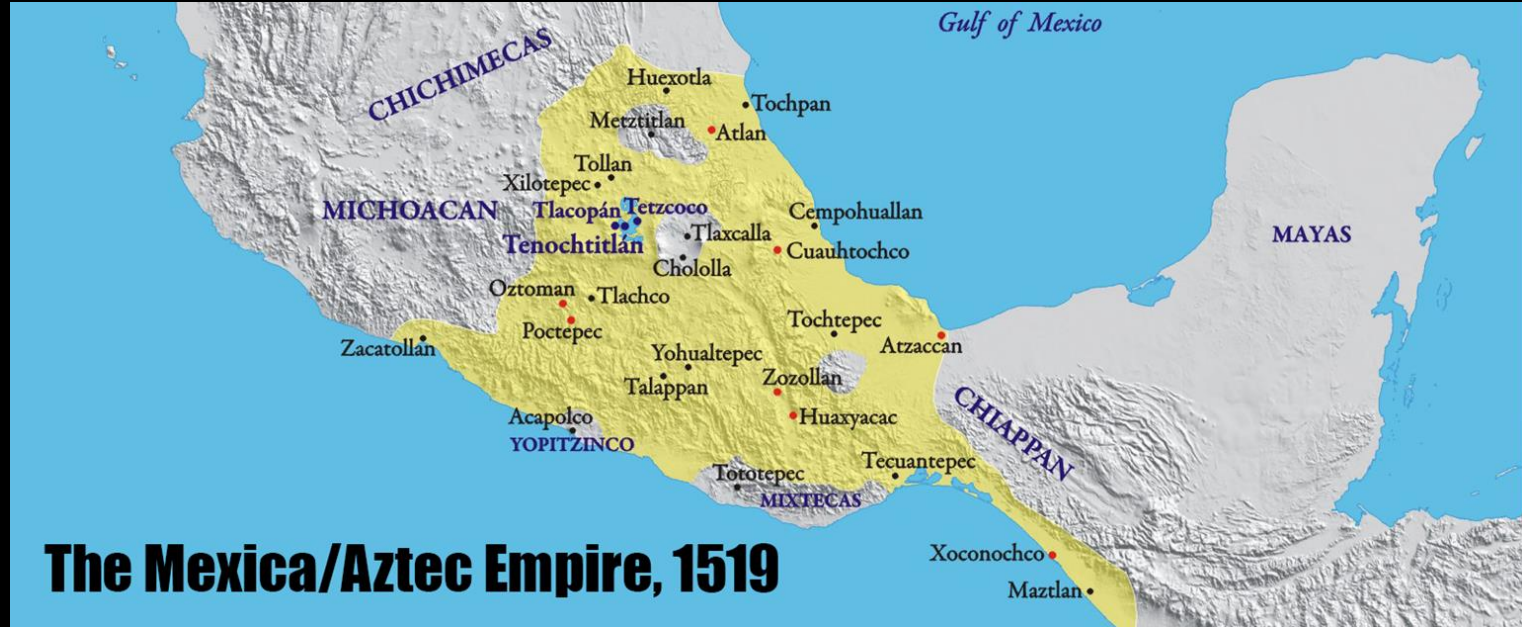 Gulf of Mexico
CHICHIMECAS
Huexotla
Tochpan
Metztitlan
Atlan
Tollan
Xilotepec
MICHOACAN
Tlacopán
Tetzcoco
Cempohuallan
Tlaxcalla
MAYAS
Tenochtitlán
Cuauhtochco
Chololla
Oztoman
Tlachco
Tochtepec
Poctepec
Zacatollan
Atzaccan
Yohualtepec
Talappan
Zozollan
CHIAPPAN
Acapolco
Huaxyacac
YOPITZINCO
Tecuantepec
Tototepec
MIXTECAS
Xoconochco
The Mexica/Aztec Empire, 1519
Maztlan